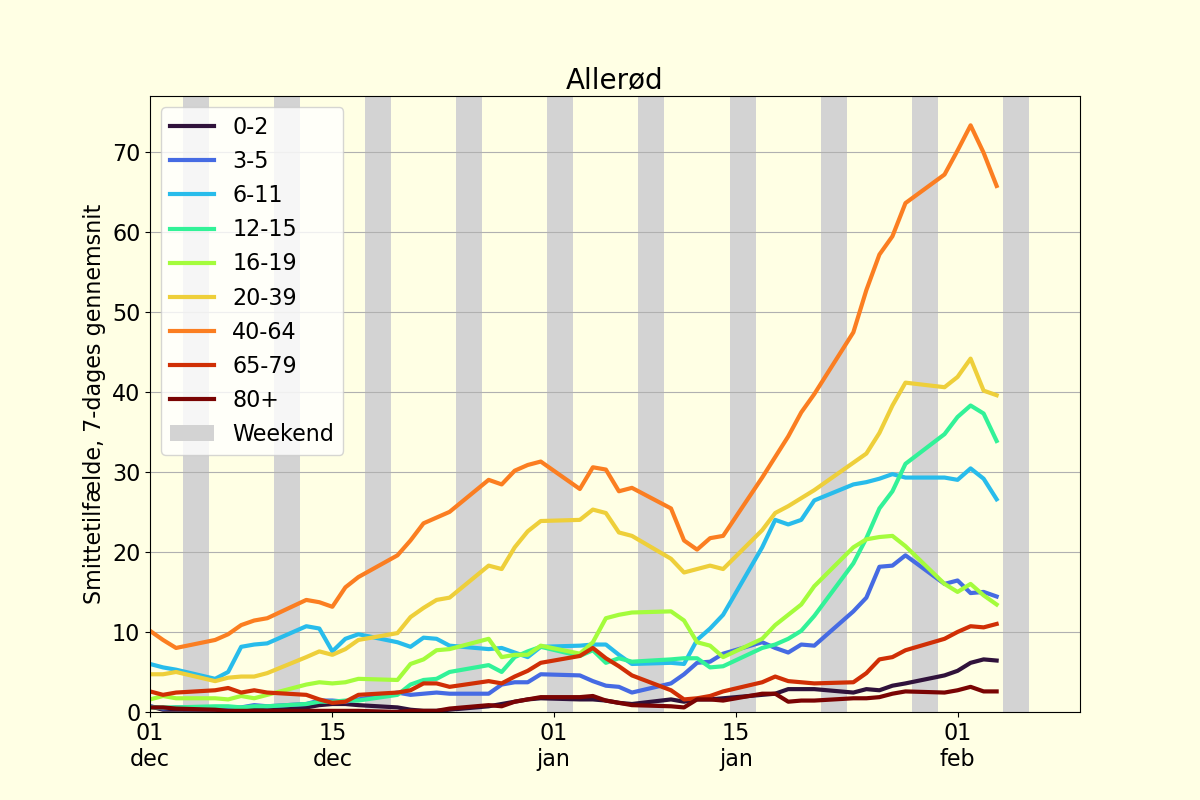 Allerød
Smittetilfælde, 7-dages gennemsnit
70
60
50
40
30
20
10
0
0-2
3-5
6-11
12-15
16-19
20-39
40-64
65-79
80+
Weekend
01
dec
15
dec
01
jan
15
jan
01
feb